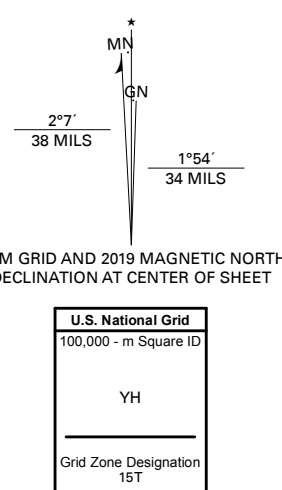 ★
MN
GN
2°7´
38 MILS
1°54´
34 MILS
M GRID AND 2019 MAGNETIC NORTH
DECLINATION AT CENTER OF SHEET
U.S. National Grid
100,000 - m Square ID
YH
Grid Zone Designation
15T